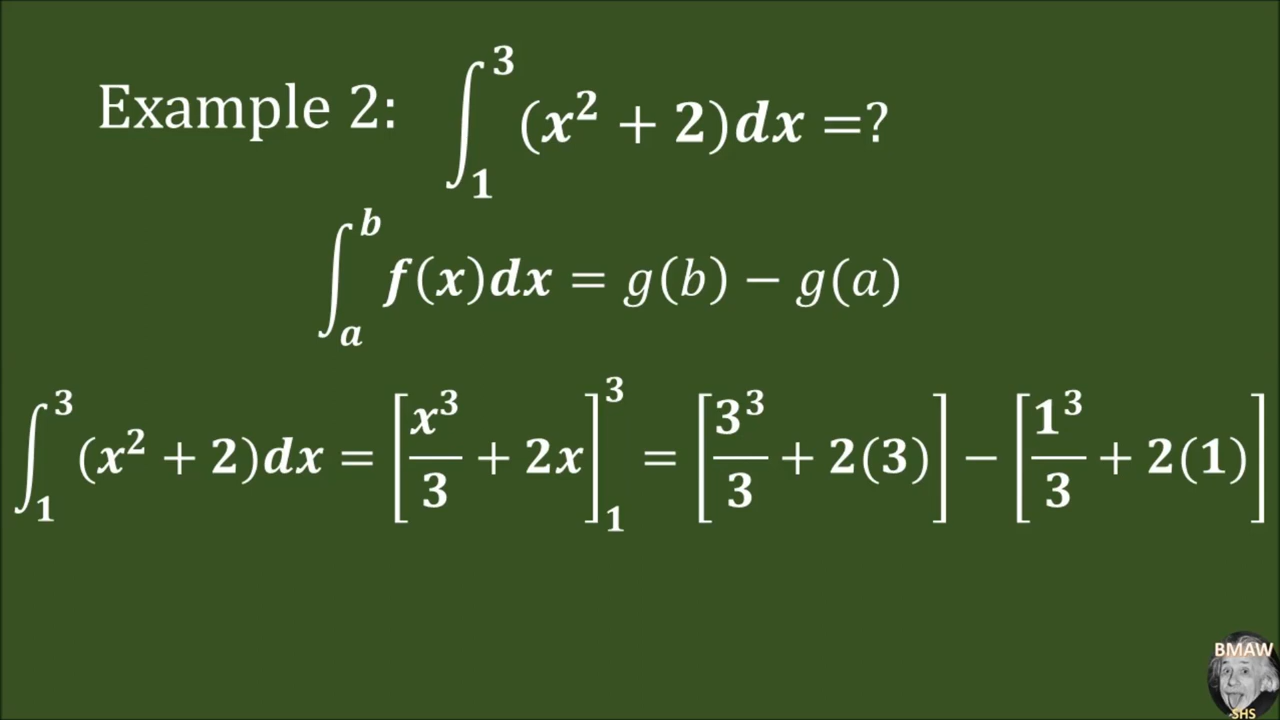 Example 2: ∫₁³ (x² + 2)dx =?
∫ₐᵇ f(x)dx = g(b) − g(a)
∫₁³ (x² + 2)dx = [x³/3 + 2x]₁³ = [3³/3 + 2(3)] − [1³/3 + 2(1)]
BMAW
SHS